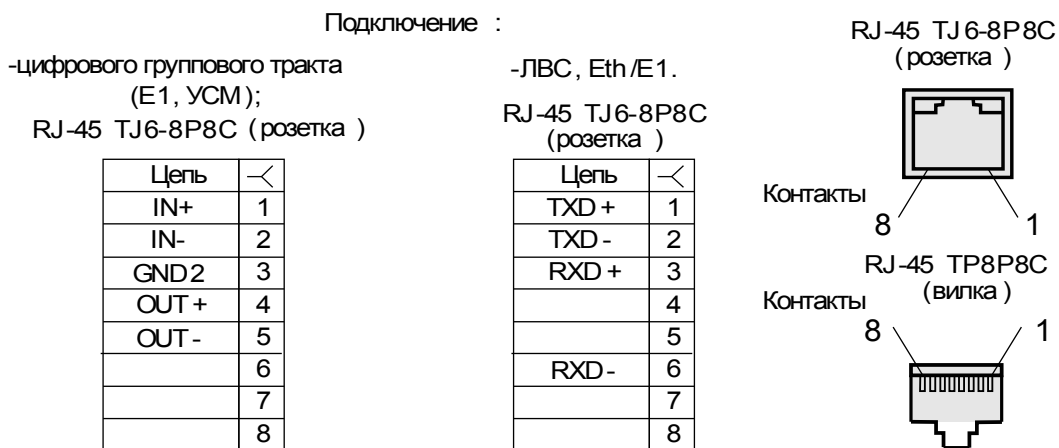 Подключение :
-цифрового группового тракта
(E1, УСМ);
RJ-45 TJ6-8P8C (розетка )
Цепь
IN+ 1
IN- 2
GND2 3
OUT+ 4
OUT- 5
6
7
8
-ЛВС, Eth/E1.
RJ-45 TJ6-8P8C
(розетка )
Цепь
TXD+ 1
TXD- 2
RXD+ 3
4
5
RXD- 6
7
8
RJ-45 TJ6-8P8C
(розетка )
Контакты
8 1
RJ-45 TP8P8C
(вилка )
Контакты
8 1